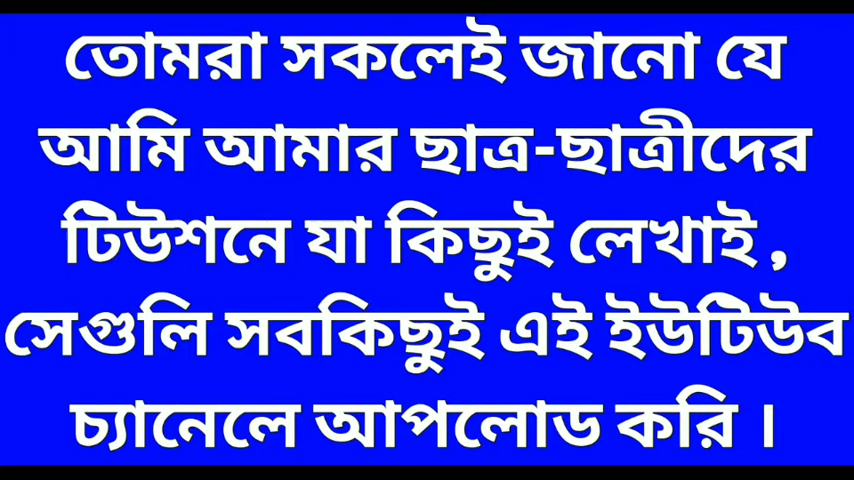 তোমরা সকলেই জানো যে
আমি আমার ছাত্র-ছাত্রীদের
টিউশনে যা কিছুই লেখাই ,
সেগুলি সবকিছুই এই ইউটিউব
চ্যানেলে আপলোড করি ।